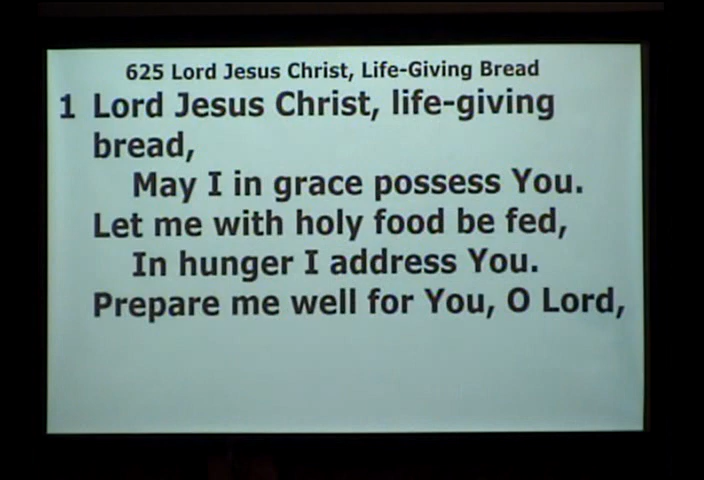 625 Lord Jesus Christ, Life-Giving Bread
1 Lord Jesus Christ, life-giving
bread,
May I in grace possess You.
Let me with holy food be fed,
In hunger I address You.
Prepare me well for You, O Lord,